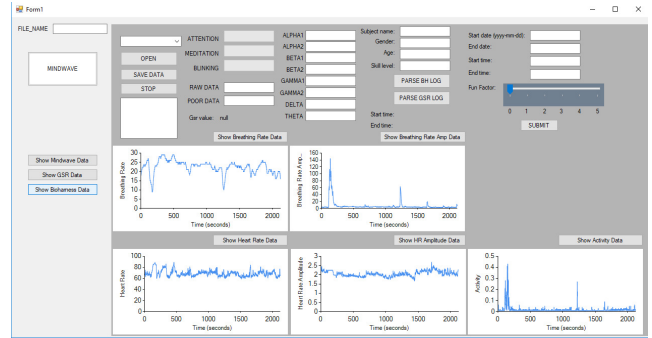 Form1
FILE_NAME
MINDWAVE
Show Mindwave Data
Show GSR Data
Show Bioharness Data
OPEN
SAVE DATA
STOP
ATTENTION
MEDITATION
BLINKING
RAW DATA
POOR DATA
Gsr value: null
ALPHA1
ALPHA2
BETA1
BETA2
GAMMA1
GAMMA2
DELTA
THETA
Subject name:
Gender:
Age:
Skill level:
PARSE BH LOG
PARSE GSR LOG
Start time:
End time:
Start date (yyyy-mm-dd):
End date:
Start time:
End time:
Fun Factor:
0 1 2 3 4 5
SUBMIT
Show Breathing Rate Data
Breathing Rate
30
25
20
15
10
5
0
0 500 1000 1500 2000
Time (seconds)
Show Breathing Rate Amp Data
Breathing Rate Amp...
160
140
120
100
80
60
40
20
0
0 500 1000 1500 2000
Time (seconds)
Show Heart Rate Data
Heart Rate
100
80
60
40
20
0
0 500 1000 1500 2000
Time (seconds)
Show HR Amplitude Data
Heart Rate Amplitude
3
2.5
2
1.5
1
0.5
0
0 500 1000 1500 2000
Time (seconds)
Show Activity Data
Activity
0.5
0.4
0.3
0.2
0.1
0
0 500 1000 1500 2000
Time (seconds)